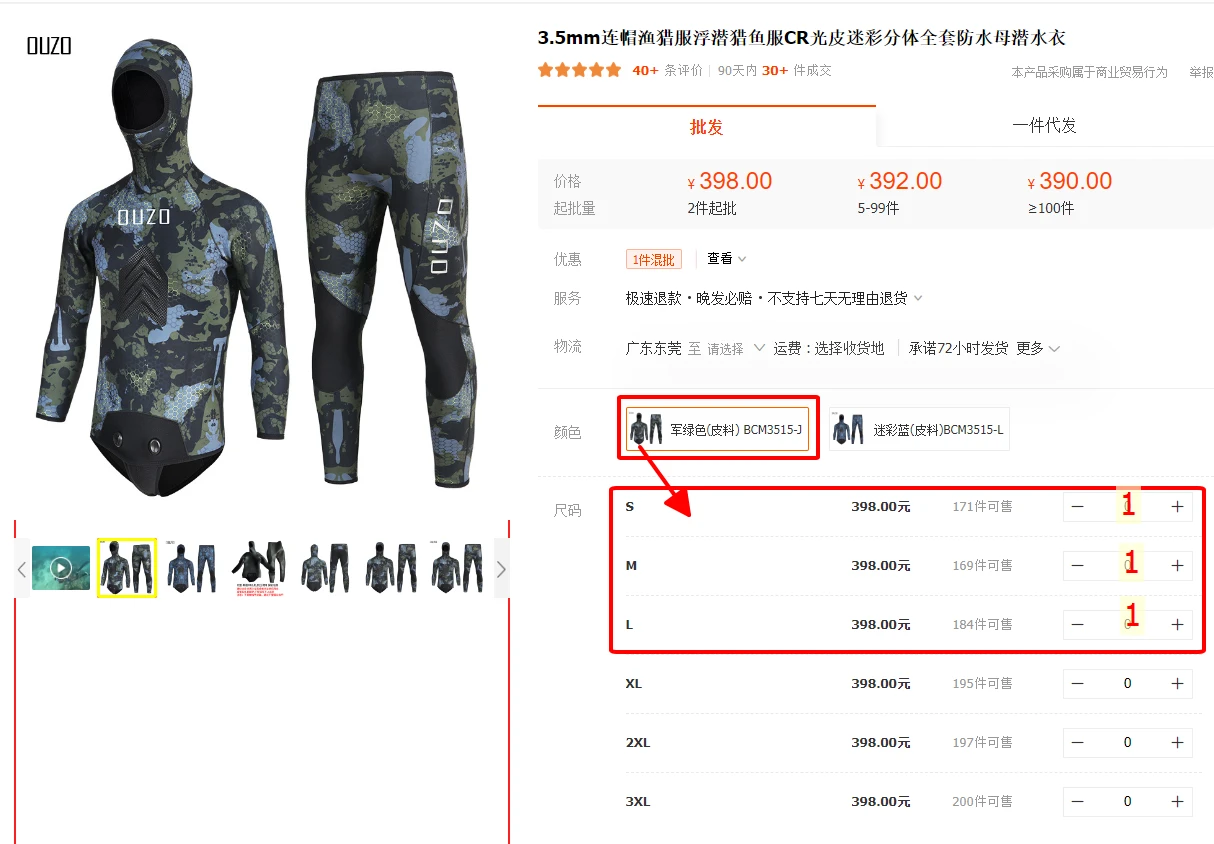 OUZO
OUZO
OUZO
3.5mm连帽渔猎服浮潜猎鱼服CR光皮迷彩分体全套防水母潜水衣
40+ 条评价 90天内 30+ 件成交
本产品采购属于商业贸易行为 举报
批发 一件代发
价格 ¥398.00 ¥392.00 ¥390.00
起批量 2件起批 5-99件 ≥100件
优惠 1件混批 查看
服务 极速退款·晚发必赔·不支持七天无理由退货
物流 广东东莞 至 请选择 运费：选择收货地 承诺72小时发货 更多
颜色 军绿色(皮料) BCM3515-J 迷彩蓝(皮料)BCM3515-L
尺码 S 398.00元 171件可售 − 1 +
M 398.00元 169件可售 − 1 +
L 398.00元 184件可售 − 1 +
XL 398.00元 195件可售 − 0 +
2XL 398.00元 197件可售 − 0 +
3XL 398.00元 200件可售 − 0 +